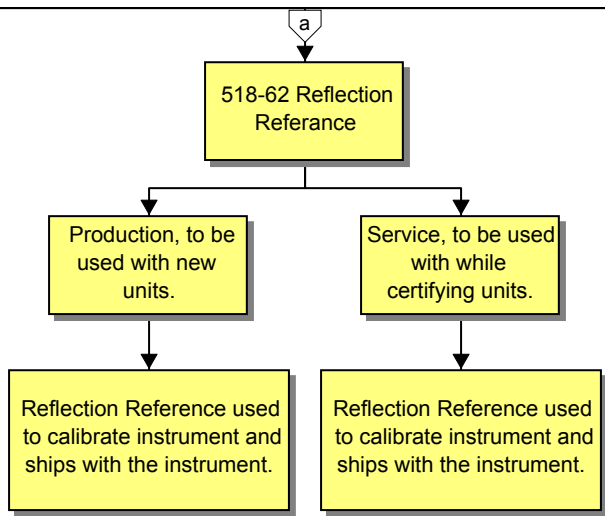 a
518-62 Reflection
Referance
Production, to be
used with new
units.
Service, to be used
with while
certifying units.
Reflection Reference used
to calibrate instrument and
ships with the instrument.
Reflection Reference used
to calibrate instrument and
ships with the instrument.